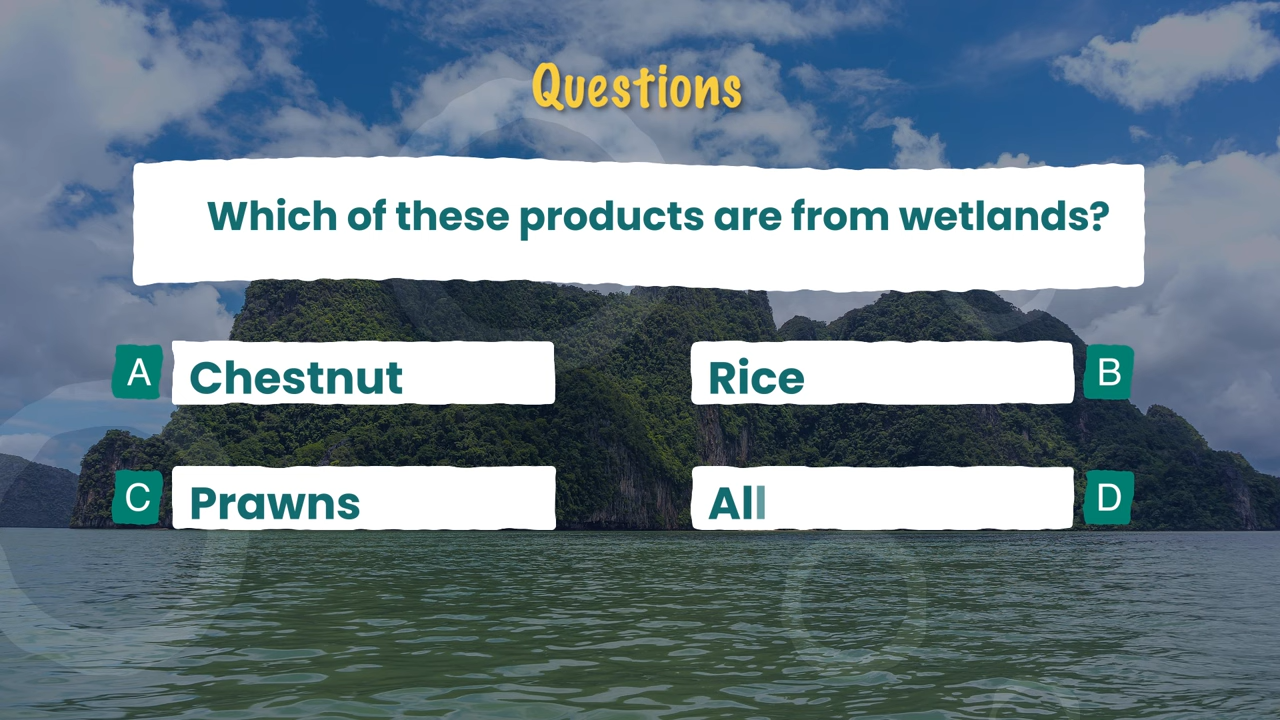 Questions
Which of these products are from wetlands?
A Chestnut
Rice B
C Prawns
All D